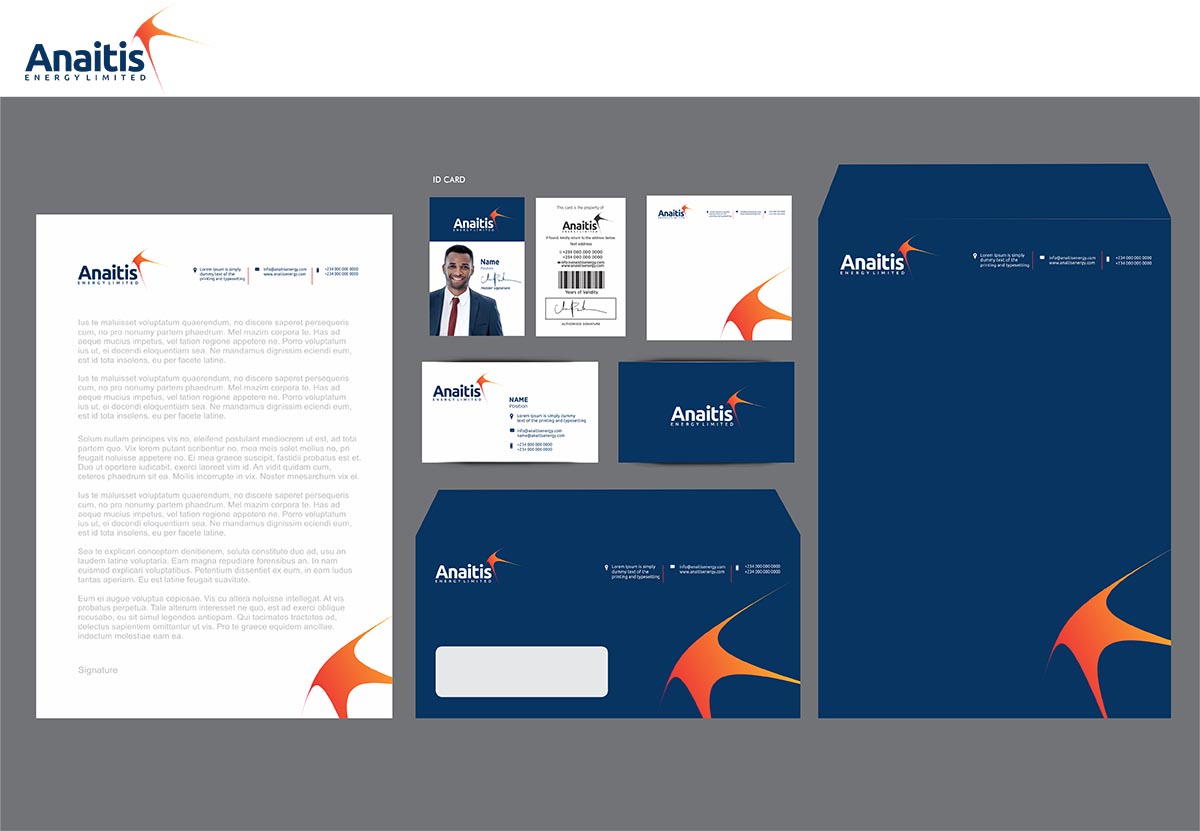 Anaitis
ENERGY LIMITED
ID CARD
Anaitis
ENERGY LIMITED
Lorem Ipsum is simply
dummy text of the
printing and typesetting
info@anaitisenergy.com
www.anaitisenergy.com
+234 000 000 0000
+234 000 000 0000
Ius te maluisset voluptatum quaerendum, no discere saperet persequeris
cum, no pro nonumy partem phaedrum. Mel mazim corpora te. Has ad
aeque mucius impetus, vel tation regione appetere ne. Porro voluptatum
ius ut, ei docendi eloquentiam sea. Ne mandamus dignissim eciendi eum,
est id tota insolens, eu per facete latine.
Ius te maluisset voluptatum quaerendum, no discere saperet persequeris
cum, no pro nonumy partem phaedrum. Mel mazim corpora te. Has ad
aeque mucius impetus, vel tation regione appetere ne. Porro voluptatum
ius ut, ei docendi eloquentiam sea. Ne mandamus dignissim eciendi eum,
est id tota insolens, eu per facete latine.
Solum nullam principes vis no, eleifend postulant mediocrem ut est, ad tota
partem quo. Vix lorem putant scribentur no, mea meis solet melius no, pri
feugait noluisse appetere no. Ei mea graece suscipit, fastidii probatus est et.
Duo ut oportere iudicabit, exerci laoreet vim id. An vidit quidam cum,
ceteros phaedrum sit ea. Mollis incorrupte in vix. Noster mnesarchum vix ei.
Ius te maluisset voluptatum quaerendum, no discere saperet persequeris
cum, no pro nonumy partem phaedrum. Mel mazim corpora te. Has ad
aeque mucius impetus, vel tation regione appetere ne. Porro voluptatum
ius ut, ei docendi eloquentiam sea. Ne mandamus dignissim eciendi eum,
est id tota insolens, eu per facete latine.
Sea te explicari conceptam denitionem, soluta constituto duo ad, usu an
laudem latine voluptaria. Eam magna repudiare forensibus an. In nam
euismod explicari voluptatibus. Petentium dissentiet ex eum, in eam ludus
tantas aperiam. Eu est latine feugait suavitate.
Eum ei augue voluptua copiosae. Vis cu altera noluisse intellegat. At vis
probatus perpetua. Tale alterum interesset ne quo, est ad exerci oblique
rocusabo, eu sit simul legendos antiopam. Qui tacimates tractatos ad,
delectus sapientem omittantur ut vis. Pro te graece equidem ancillae,
indoctum molestiae eam ea.
Signature
Anaitis
ENERGY LIMITED
Name
Position
Holder signature
This card is the property of
Anaitis
ENERGY LIMITED
If found, kindly return to the address below
Text address
+234 080 000 0000
+234 080 000 0000
info@anaitisenergy.com
www.anaitisenergy.com
Years of Validity
AUTHORISED SIGNATURE
Anaitis
Anaitis
ENERGY LIMITED
NAME
Position
Lorem Ipsum is simply dummy
text of the printing and typesetting
info@anaitisenergy.com
name@anaitisenergy.com
+234 000 000 0000
+234 000 000 0000
Anaitis
ENERGY LIMITED
Anaitis
ENERGY LIMITED
Lorem Ipsum is simply
dummy text of the
printing and typesetting
info@anaitisenergy.com
www.anaitisenergy.com
+234 000 000 0000
+234 000 000 0000
Anaitis
ENERGY LIMITED
Lorem Ipsum is simply
dummy text of the
printing and typesetting
info@anaitisenergy.com
www.anaitisenergy.com
+234 000 000 0000
+234 000 000 0000